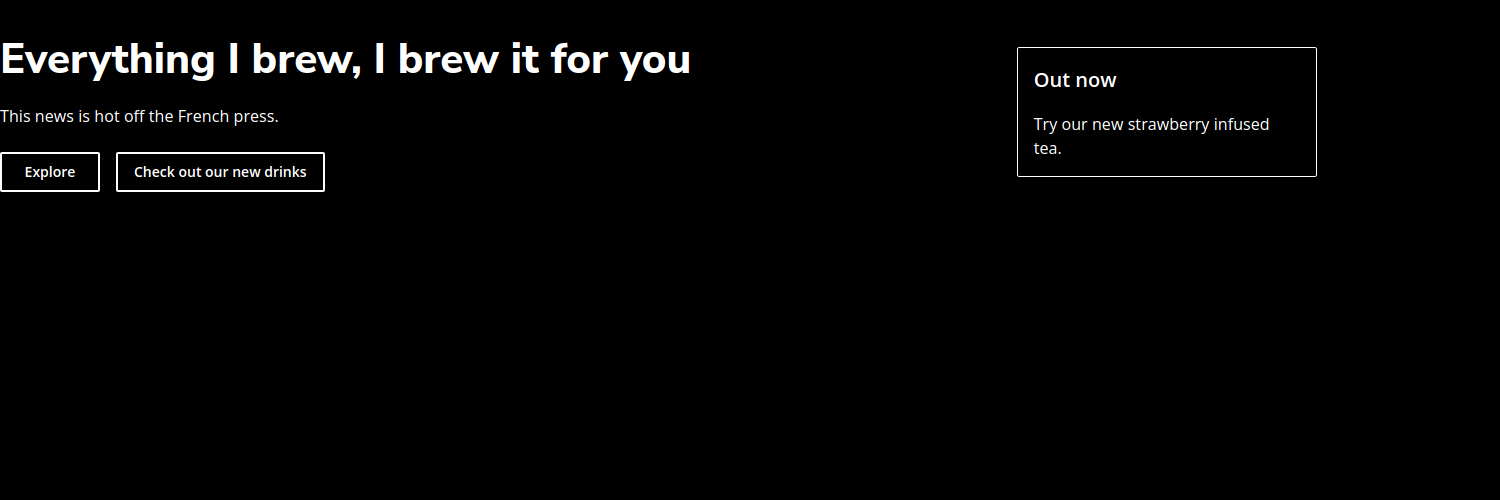 Everything I brew, I brew it for you
This news is hot off the French press.
Explore
Check out our new drinks
Out now
Try our new strawberry infused
tea.